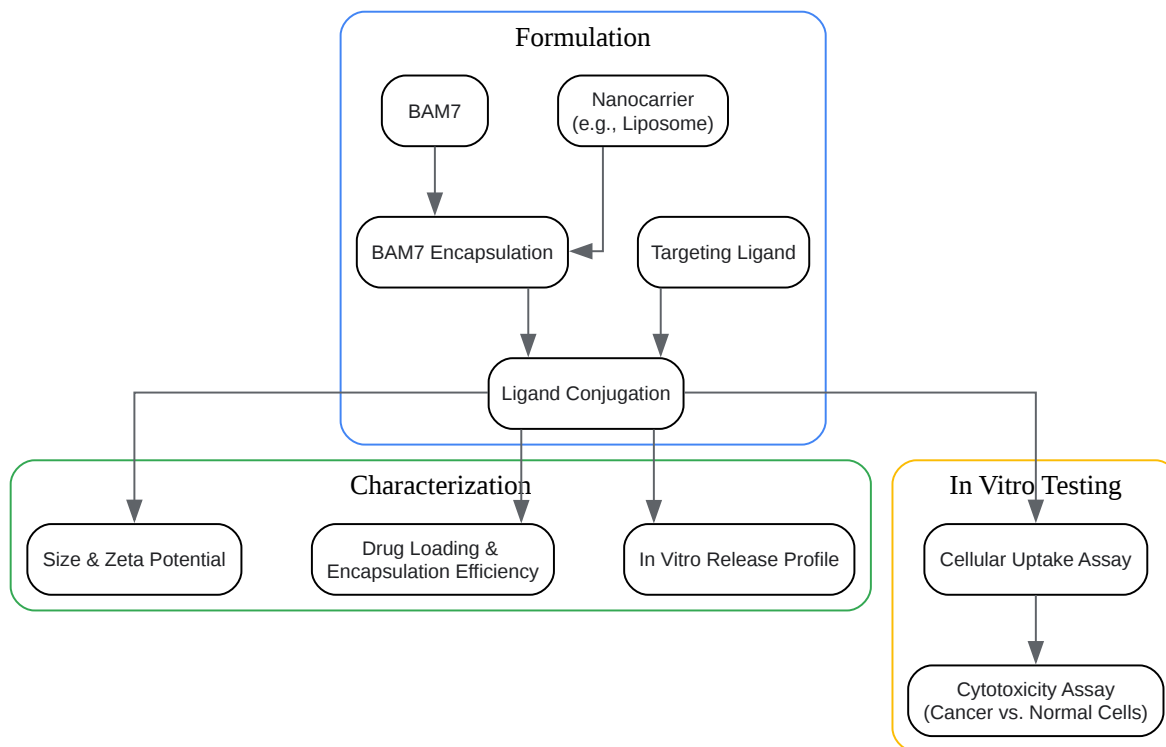 Formulation
BAM7
Nanocarrier
(e.g., Liposome)
BAM7 Encapsulation
Targeting Ligand
Ligand Conjugation
Characterization
In Vitro Testing
Size & Zeta Potential
Drug Loading &
Encapsulation Efficiency
In Vitro Release Profile
Cellular Uptake Assay
Cytotoxicity Assay
(Cancer vs. Normal Cells)